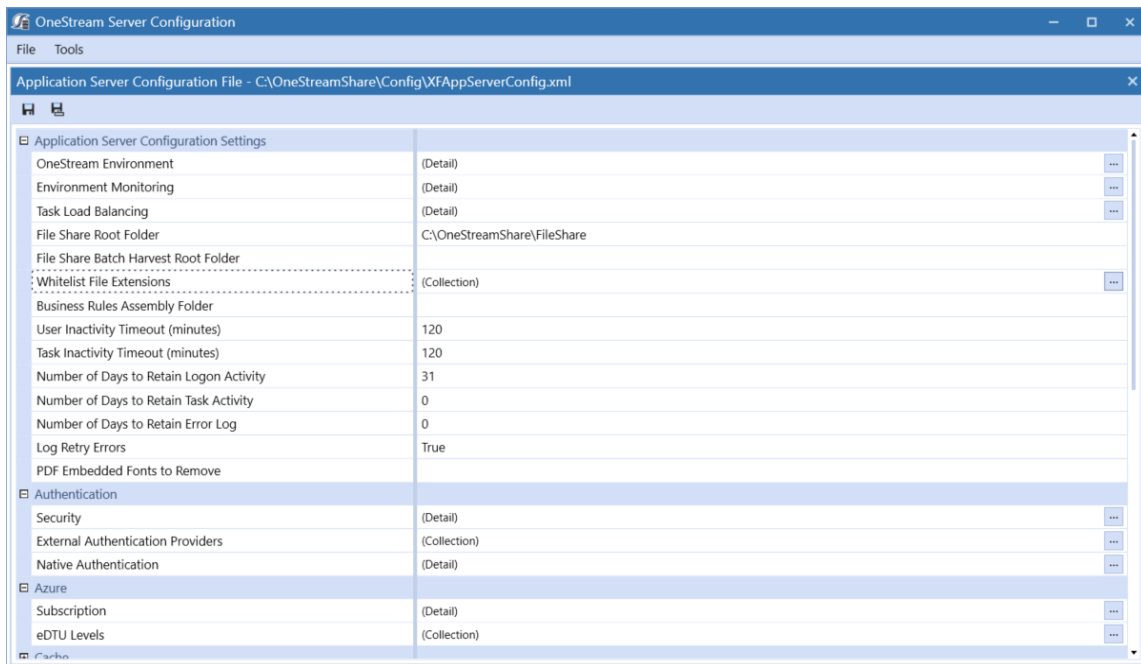 OneStream Server Configuration
File Tools
Application Server Configuration File - C:\OneStreamShare\Config\XFAppServerConfig.xml
Application Server Configuration Settings
OneStream Environment (Detail) ...
Environment Monitoring (Detail) ...
Task Load Balancing (Detail) ...
File Share Root Folder C:\OneStreamShare\FileShare
File Share Batch Harvest Root Folder
Whitelist File Extensions (Collection) ...
Business Rules Assembly Folder
User Inactivity Timeout (minutes) 120
Task Inactivity Timeout (minutes) 120
Number of Days to Retain Logon Activity 31
Number of Days to Retain Task Activity 0
Number of Days to Retain Error Log 0
Log Retry Errors True
PDF Embedded Fonts to Remove
Authentication
Security (Detail) ...
External Authentication Providers (Collection) ...
Native Authentication (Detail) ...
Azure
Subscription (Detail) ...
eDTU Levels (Collection) ...
Cache